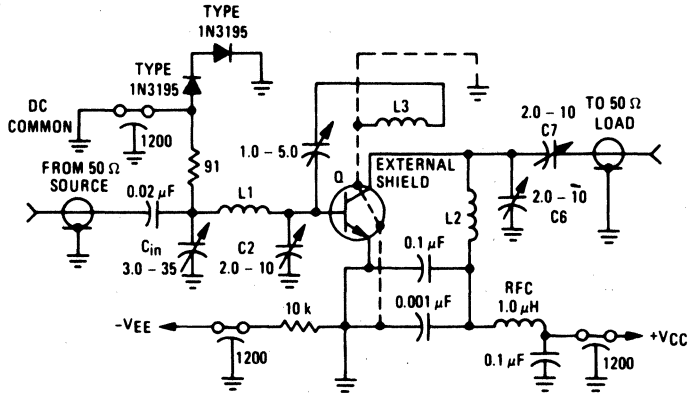 TYPE
1N3195
TYPE
1N3195
DC
COMMON
1200
L3
2.0 – 10
C7
TO 50 Ω
LOAD
FROM 50 Ω
SOURCE
91
1.0 – 5.0
EXTERNAL
SHIELD
Q
0.02 μF
L1
L2
2.0 – 10
C6
Cin
3.0 – 35
C2
2.0 – 10
0.1 μF
0.001 μF
RFC
1.0 μH
–VEE
10 k
+VCC
1200
0.1 μF
1200